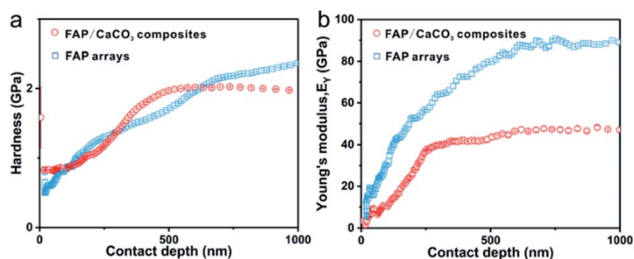 a
FAP/CaCO₃ composites
FAP arrays
Hardness (GPa)
2
0
0
500
1000
Contact depth (nm)
b
FAP/CaCO₃ composites
FAP arrays
Young's modulus,Eᵧ (GPa)
100
80
60
40
20
0
0
500
1000
Contact depth (nm)